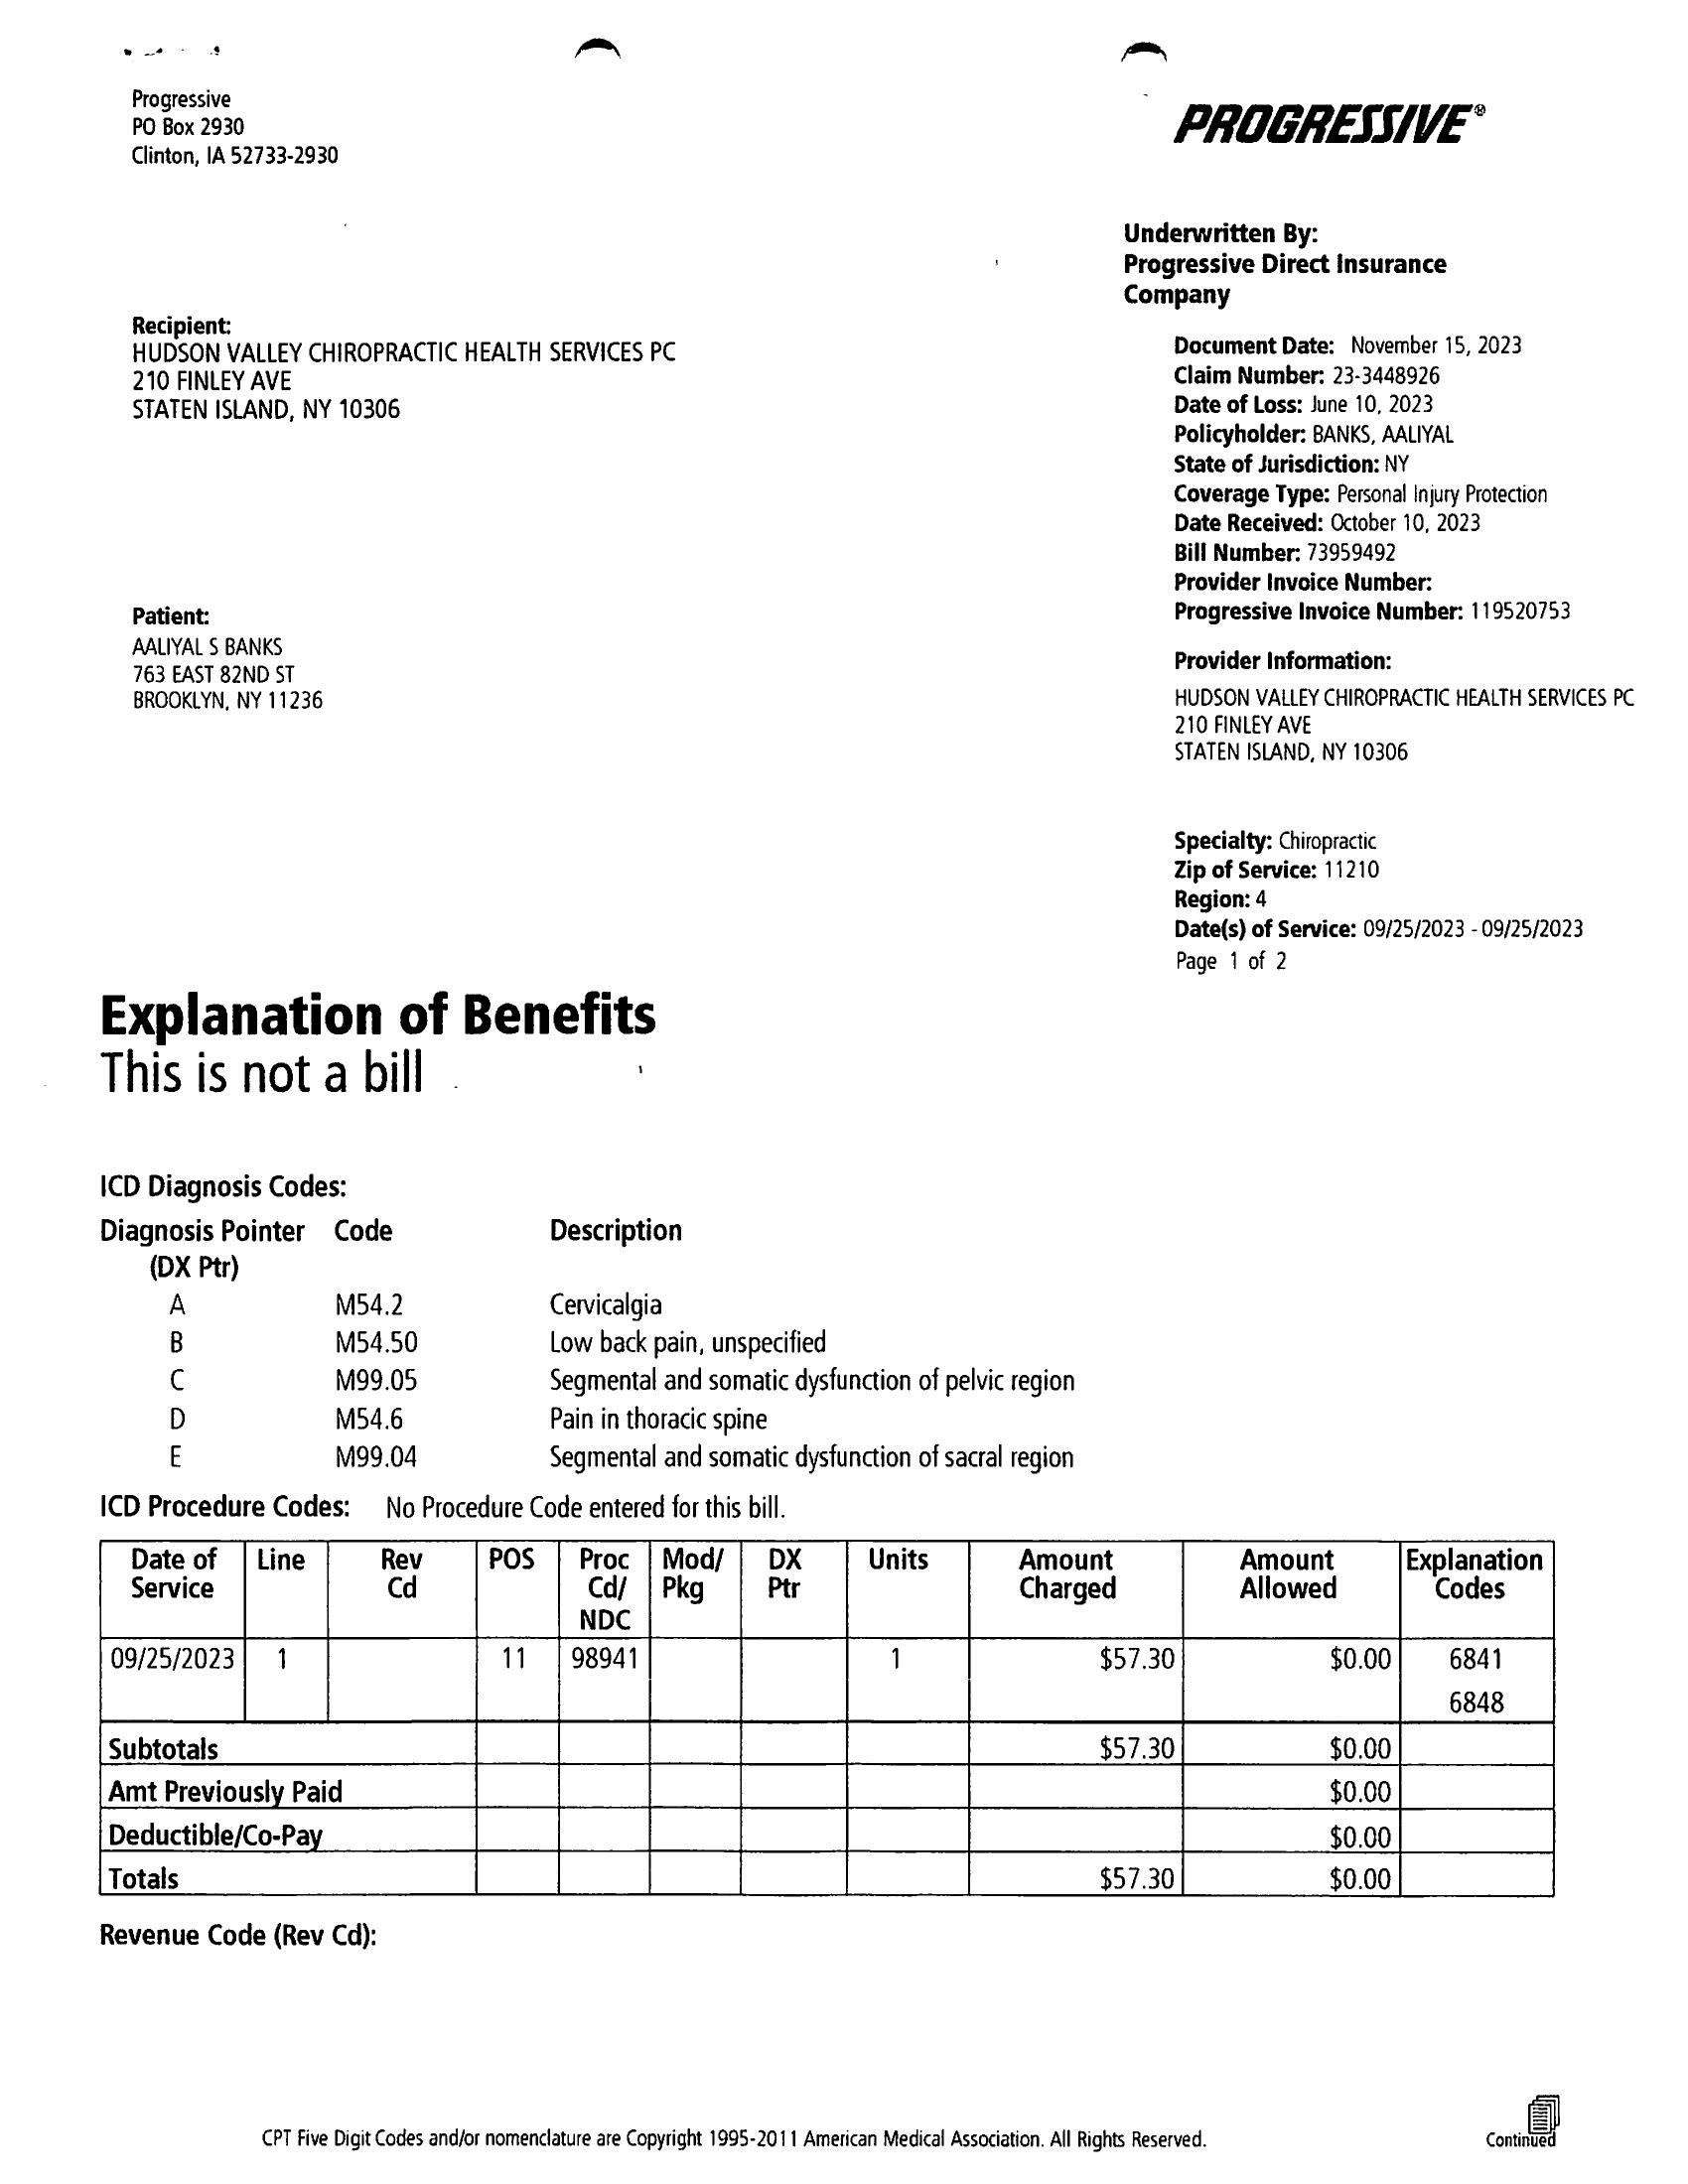 Progressive
PO Box 2930
Clinton, IA 52733-2930
PROGRESSIVE®
Underwritten By:
Progressive Direct Insurance
Company
Recipient:
HUDSON VALLEY CHIROPRACTIC HEALTH SERVICES PC
210 FINLEY AVE
STATEN ISLAND, NY 10306
Document Date: November 15, 2023
Claim Number: 23-3448926
Date of Loss: June 10, 2023
Policyholder: BANKS, AALIYAL
State of Jurisdiction: NY
Coverage Type: Personal Injury Protection
Date Received: October 10, 2023
Bill Number: 73959492
Provider Invoice Number:
Progressive Invoice Number: 119520753
Patient:
AALIYAL S BANKS
763 EAST 82ND ST
BROOKLYN, NY 11236
Provider Information:
HUDSON VALLEY CHIROPRACTIC HEALTH SERVICES PC
210 FINLEY AVE
STATEN ISLAND, NY 10306
Specialty: Chiropractic
Zip of Service: 11210
Region: 4
Date(s) of Service: 09/25/2023 - 09/25/2023
Page 1 of 2
Explanation of Benefits
This is not a bill
ICD Diagnosis Codes:
Diagnosis Pointer Code Description
(DX Ptr)
A M54.2 Cervicalgia
B M54.50 Low back pain, unspecified
C M99.05 Segmental and somatic dysfunction of pelvic region
D M54.6 Pain in thoracic spine
E M99.04 Segmental and somatic dysfunction of sacral region
ICD Procedure Codes: No Procedure Code entered for this bill.
Date of Line Rev POS Proc Mod/ DX Units Amount Amount Explanation
Service Cd Cd/ Pkg Ptr Charged Allowed Codes
NDC
09/25/2023 1 11 98941 1 $57.30 $0.00 6841
6848
Subtotals $57.30 $0.00
Amt Previously Paid $0.00
Deductible/Co-Pay $0.00
Totals $57.30 $0.00
Revenue Code (Rev Cd):
CPT Five Digit Codes and/or nomenclature are Copyright 1995-2011 American Medical Association. All Rights Reserved.
Continued